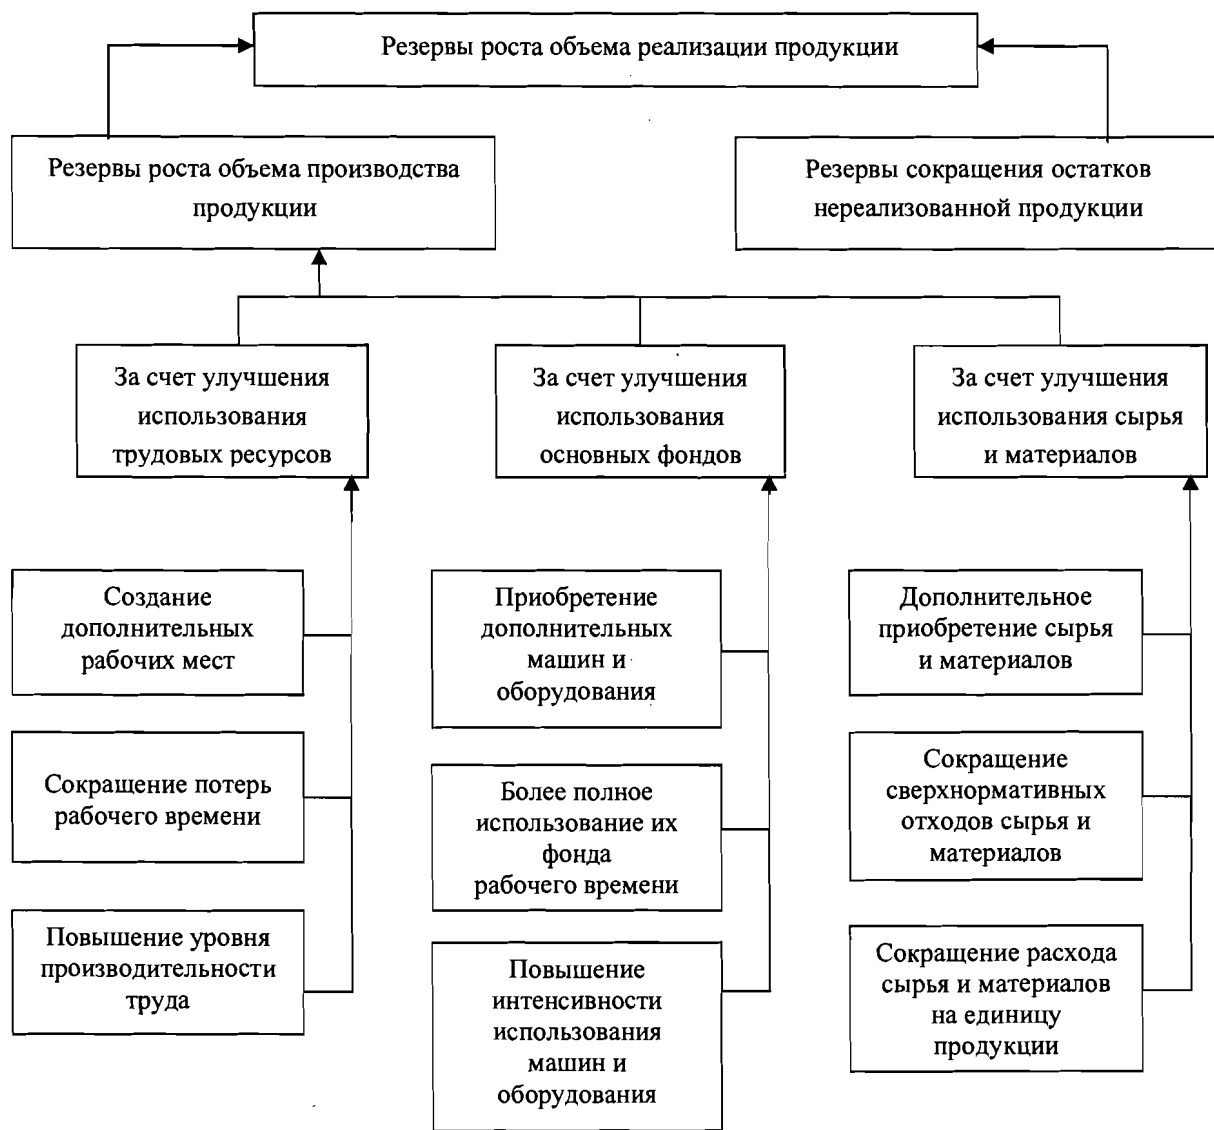 Резервы роста объема реализации продукции
Резервы роста объема производства
продукции
Резервы сокращения остатков
нереализованной продукции
За счет улучшения
использования
трудовых ресурсов
За счет улучшения
использования
основных фондов
За счет улучшения
использования сырья
и материалов
Создание
дополнительных
рабочих мест
Приобретение
дополнительных
машин и
оборудования
Дополнительное
приобретение сырья
и материалов
Сокращение потерь
рабочего времени
Более полное
использование их
фонда
рабочего времени
Сокращение
сверхнормативных
отходов сырья и
материалов
Повышение уровня
производительности
труда
Повышение
интенсивности
использования
машин и
оборудования
Сокращение расхода
сырья и материалов
на единицу
продукции